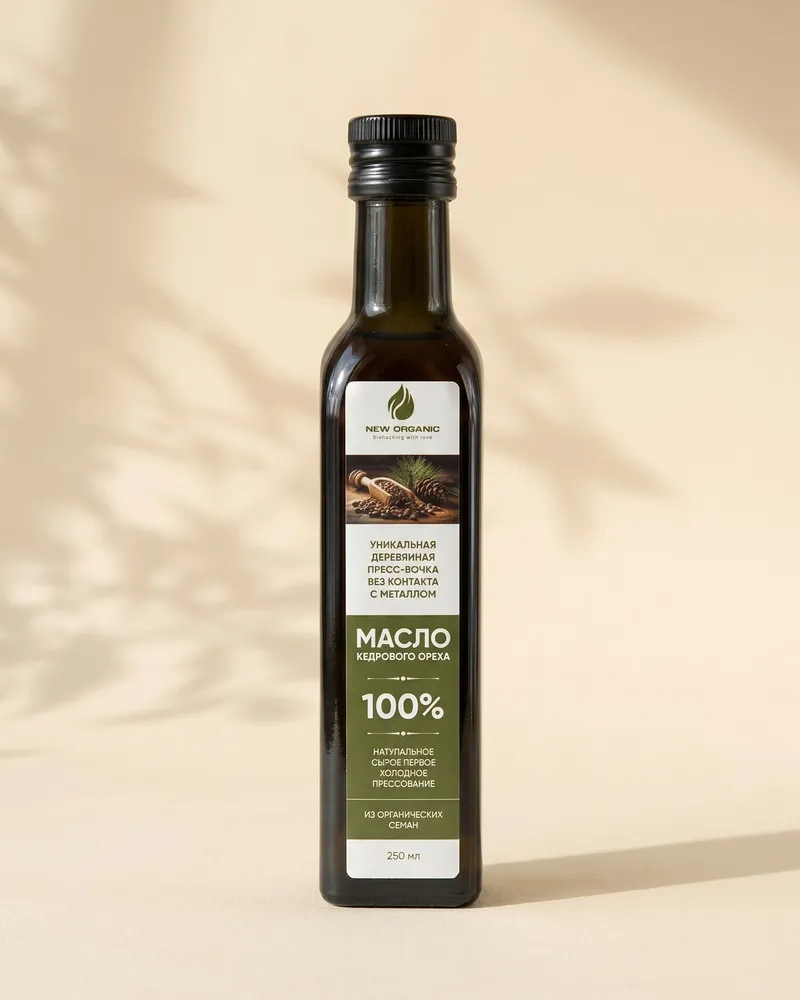 NEW ORGANIC
biohacking with love
УНИКАЛЬНАЯ
ДЕРЕВЯИНАЯ
ПРЕСС-ВОЧКА
ВЕЗ КОНТАКТА
С МЕТАЛЛОМ
МАСЛО
КЕДРОВОГО ОРЕХА
100%
НАТУПАЛЬНОЕ
СЫРОЕ ПЕРВОЕ
ХОЛОДНОЕ
ПРЕССОВАНИЕ
ИЗ ОРГАНИЧЕСКИХ
СЕМАН
250 мл